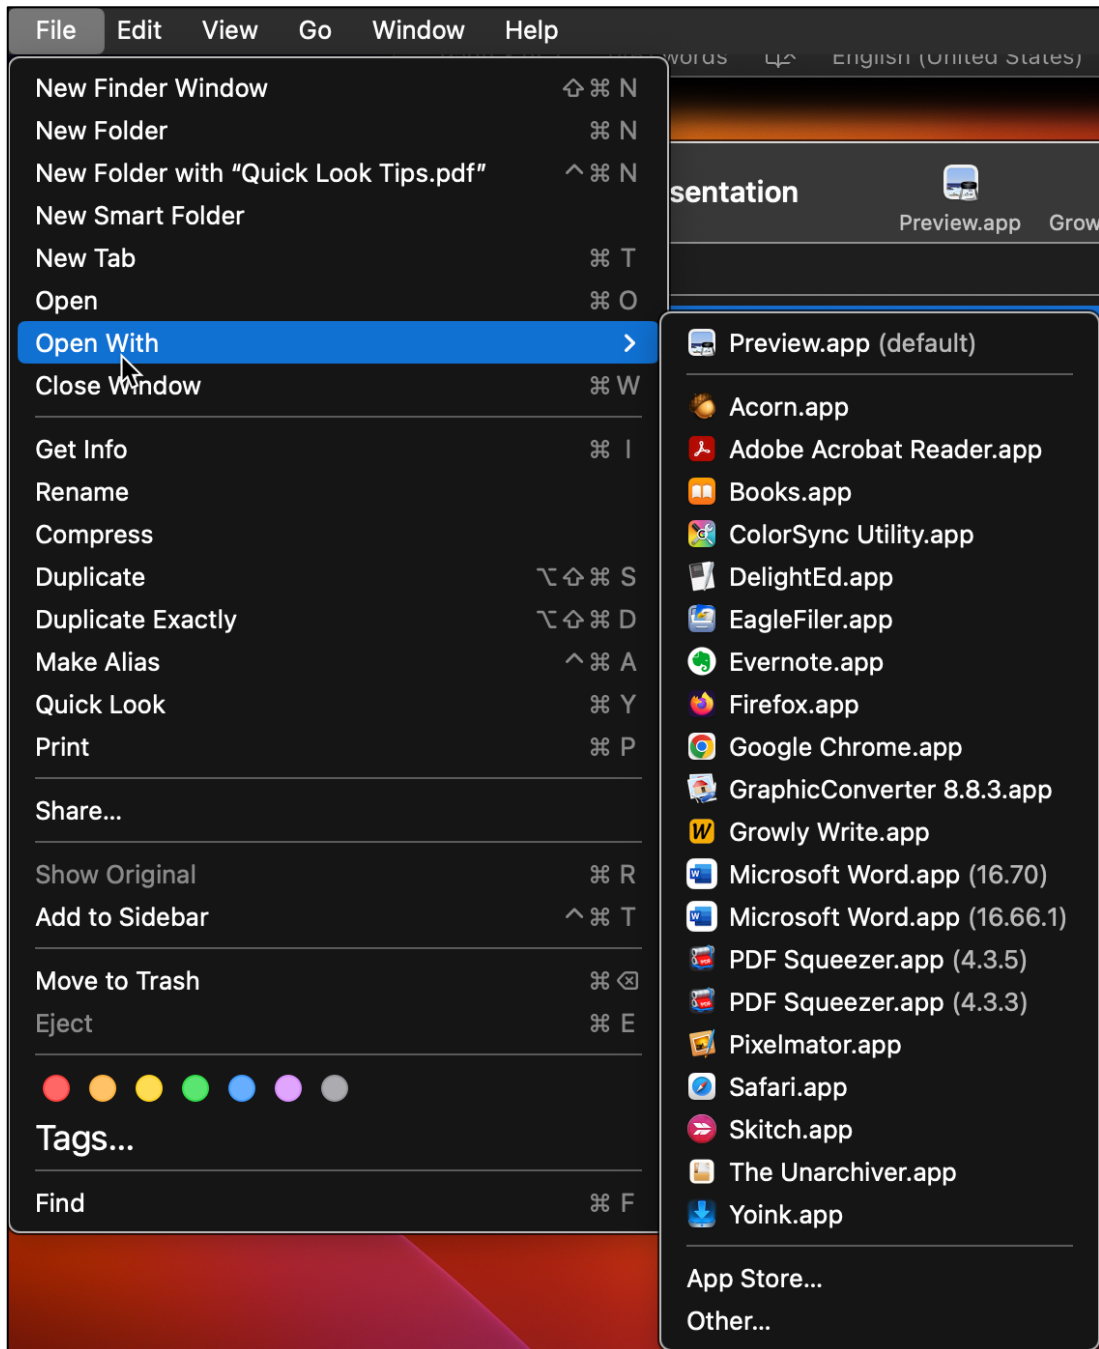 File Edit View Go Window Help
words English (United States)
New Finder Window ⇧⌘N
New Folder ⌘N
New Folder with “Quick Look Tips.pdf” ^⌘N
New Smart Folder
New Tab ⌘T
Open ⌘O
Open With
Close Window ⌘W
Get Info ⌘I
Rename
Compress
Duplicate ⌥⇧⌘S
Duplicate Exactly ⌥⇧⌘D
Make Alias ^⌘A
Quick Look ⌘Y
Print ⌘P
Share...
Show Original ⌘R
Add to Sidebar ^⌘T
Move to Trash ⌘⌫
Eject ⌘E
Tags...
Find ⌘F
sentation
Preview.app Grow
Preview.app (default)
Acorn.app
Adobe Acrobat Reader.app
Books.app
ColorSync Utility.app
DelightEd.app
EagleFiler.app
Evernote.app
Firefox.app
Google Chrome.app
GraphicConverter 8.8.3.app
Growly Write.app
Microsoft Word.app (16.70)
Microsoft Word.app (16.66.1)
PDF Squeezer.app (4.3.5)
PDF Squeezer.app (4.3.3)
Pixelmator.app
Safari.app
Skitch.app
The Unarchiver.app
Yoink.app
App Store...
Other...